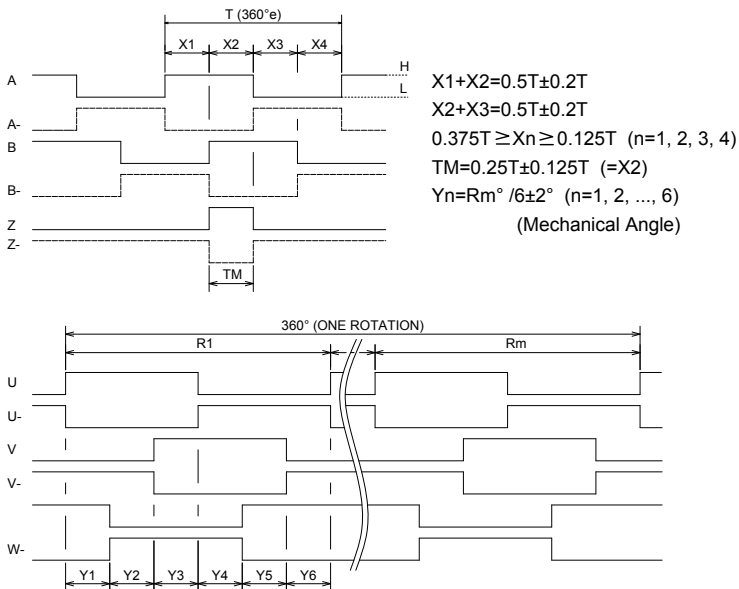 T (360°e)
X1 X2 X3 X4
H
A
L
A-
B
B-
Z
Z-
TM
X1+X2=0.5T±0.2T
X2+X3=0.5T±0.2T
0.375T≧Xn≧0.125T (n=1, 2, 3, 4)
TM=0.25T±0.125T (=X2)
Yn=Rm° /6±2° (n=1, 2, ..., 6)
(Mechanical Angle)
360° (ONE ROTATION)
R1 Rm
U
U-
V
V-
W-
Y1 Y2 Y3 Y4 Y5 Y6